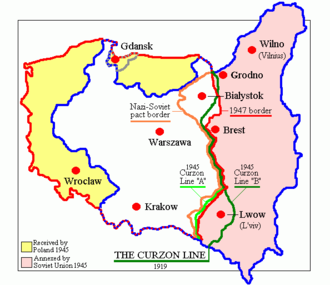 Gdansk
Wilno
(Vilnius)
Grodno
Białystok
Nazi-Soviet
pact border
1947 border
Brest
Warszawa
1945
Curzon
Line "A"
1945
Curzon
Line "B"
Wrocław
Krakow
Lwow
(L'viv)
THE CURZON LINE
1919
Received by
Poland 1945
Annexed by
Soviet Union 1945